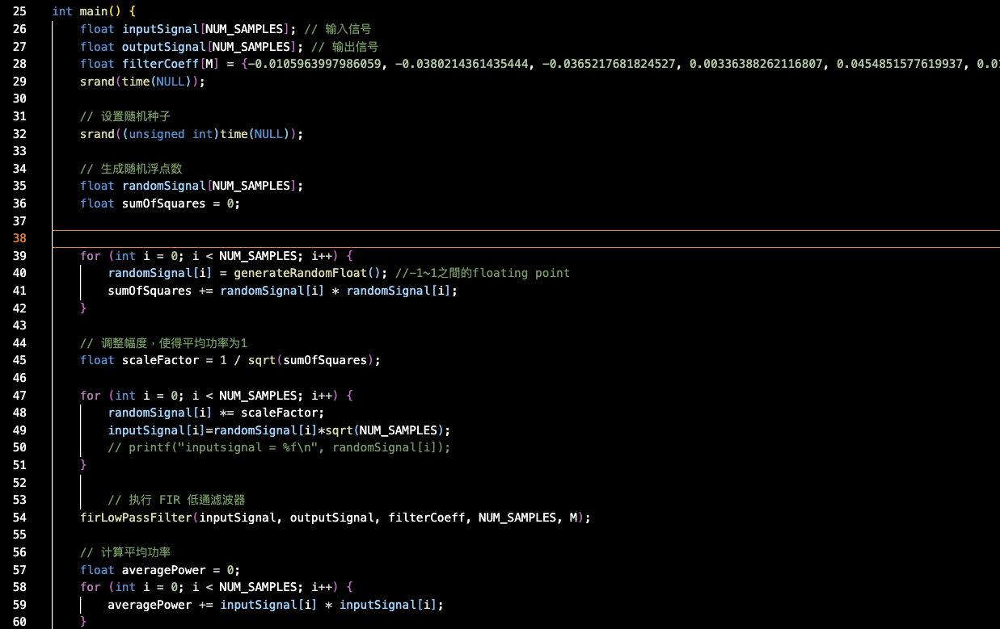 25 int main() {
26 float inputSignal[NUM_SAMPLES]; // 输入信号
27 float outputSignal[NUM_SAMPLES]; // 输出信号
28 float filterCoeff[M] = {-0.0105963997986059, -0.0380214361435444, -0.0365217681824527, 0.00336388262116807, 0.0454851577619937, 0.01
29 srand(time(NULL));
30
31 // 设置随机种子
32 srand((unsigned int)time(NULL));
33
34 // 生成随机浮点数
35 float randomSignal[NUM_SAMPLES];
36 float sumOfSquares = 0;
37
38
39 for (int i = 0; i < NUM_SAMPLES; i++) {
40 randomSignal[i] = generateRandomFloat(); //-1~1之間的floating point
41 sumOfSquares += randomSignal[i] * randomSignal[i];
42 }
43
44 // 调整幅度，使得平均功率为1
45 float scaleFactor = 1 / sqrt(sumOfSquares);
46
47 for (int i = 0; i < NUM_SAMPLES; i++) {
48 randomSignal[i] *= scaleFactor;
49 inputSignal[i]=randomSignal[i]*sqrt(NUM_SAMPLES);
50 // printf("inputsignal = %f\n", randomSignal[i]);
51 }
52
53 // 执行 FIR 低通滤波器
54 firLowPassFilter(inputSignal, outputSignal, filterCoeff, NUM_SAMPLES, M);
55
56 // 计算平均功率
57 float averagePower = 0;
58 for (int i = 0; i < NUM_SAMPLES; i++) {
59 averagePower += inputSignal[i] * inputSignal[i];
60 }